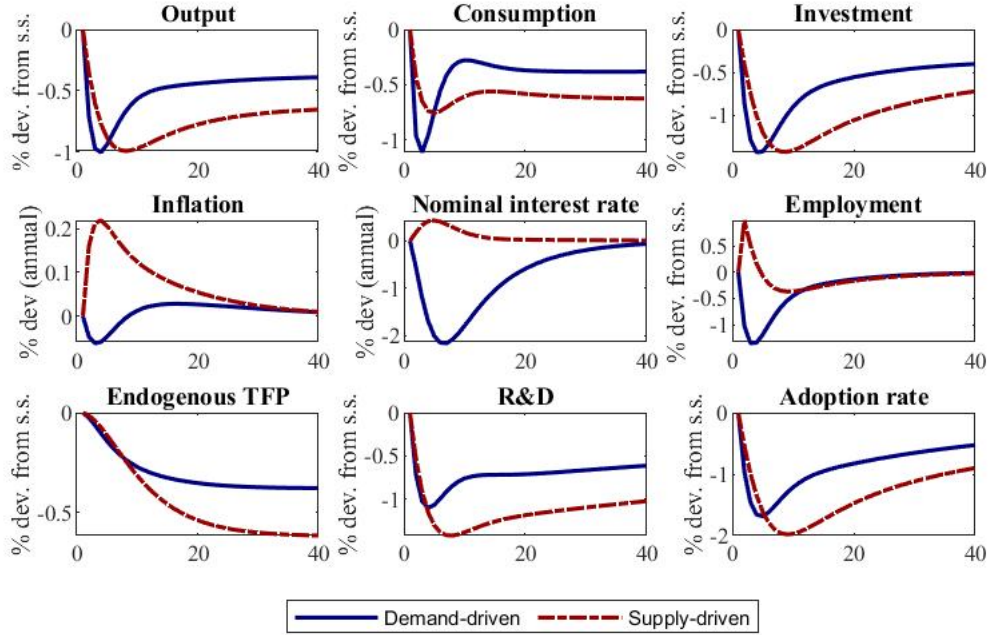 Output
% dev. from s.s.
0
-0.5
-1
0
20
40
Consumption
% dev. from s.s.
0
-0.5
-1
0
20
40
Investment
% dev. from s.s.
0
-0.5
-1
0
20
40
Inflation
% dev (annual)
0.2
0.1
0
0
20
40
Nominal interest rate
% dev (annual)
0
-1
-2
0
20
40
Employment
% dev. from s.s.
0.5
0
-0.5
-1
0
20
40
Endogenous TFP
% dev. from s.s.
0
-0.5
0
20
40
R&D
% dev. from s.s.
0
-0.5
-1
0
20
40
Adoption rate
% dev. from s.s.
0
-1
-2
0
20
40
Demand-driven
Supply-driven